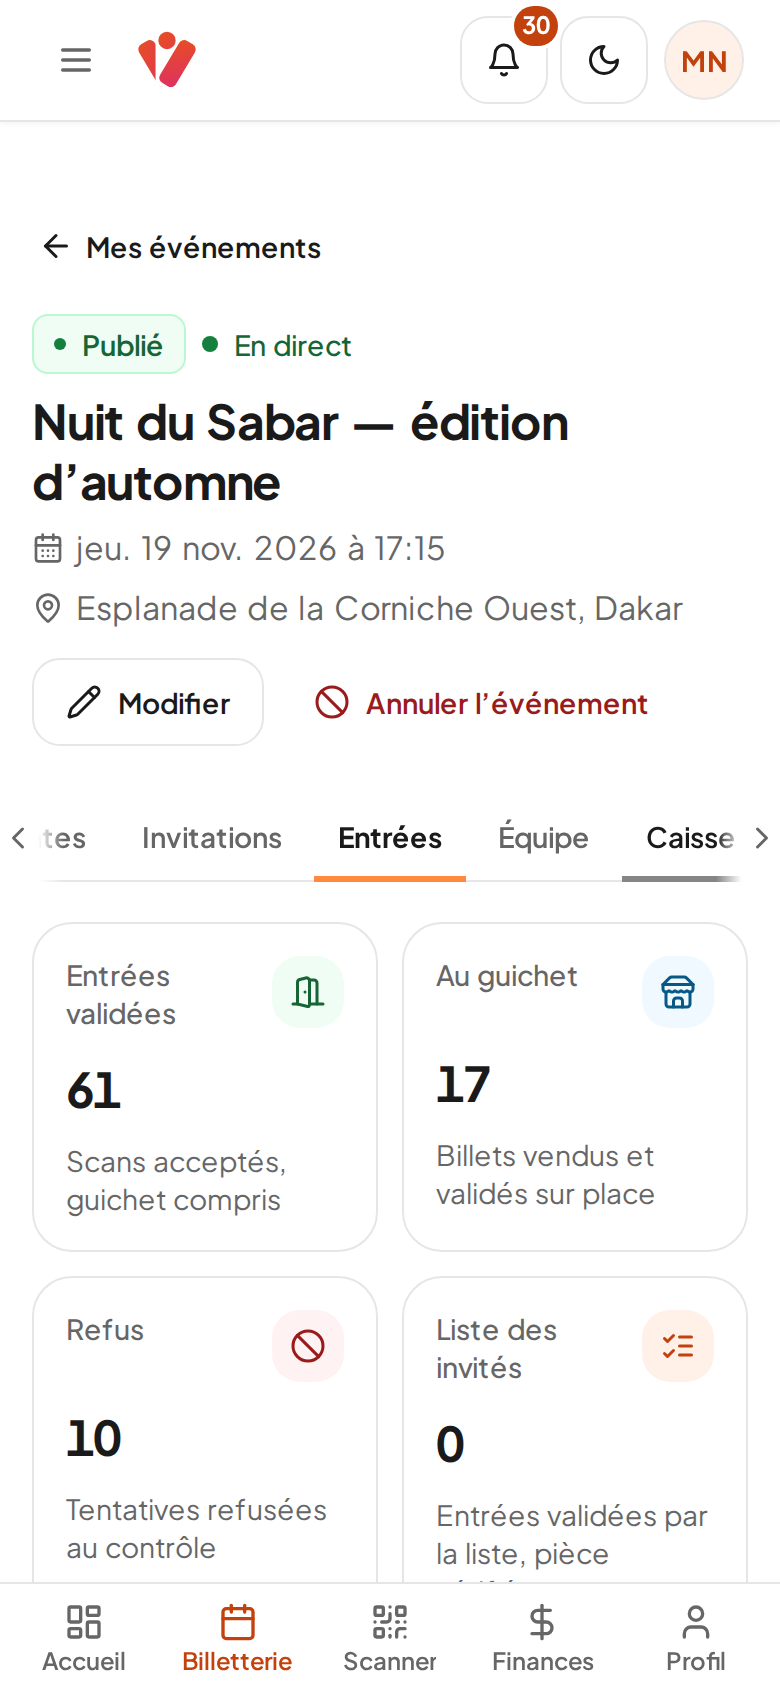 30
MN
Mes événements
Publié
En direct
Nuit du Sabar — édition
d’automne
jeu. 19 nov. 2026 à 17:15
Esplanade de la Corniche Ouest, Dakar
Modifier
Annuler l’événement
tes
Invitations
Entrées
Équipe
Caisse
Entrées
validées
61
Scans acceptés,
guichet compris
Au guichet
17
Billets vendus et
validés sur place
Refus
10
Tentatives refusées
au contrôle
Liste des
invités
0
Entrées validées par
la liste, pièce
Accueil
Billetterie
Scanner
Finances
Profil